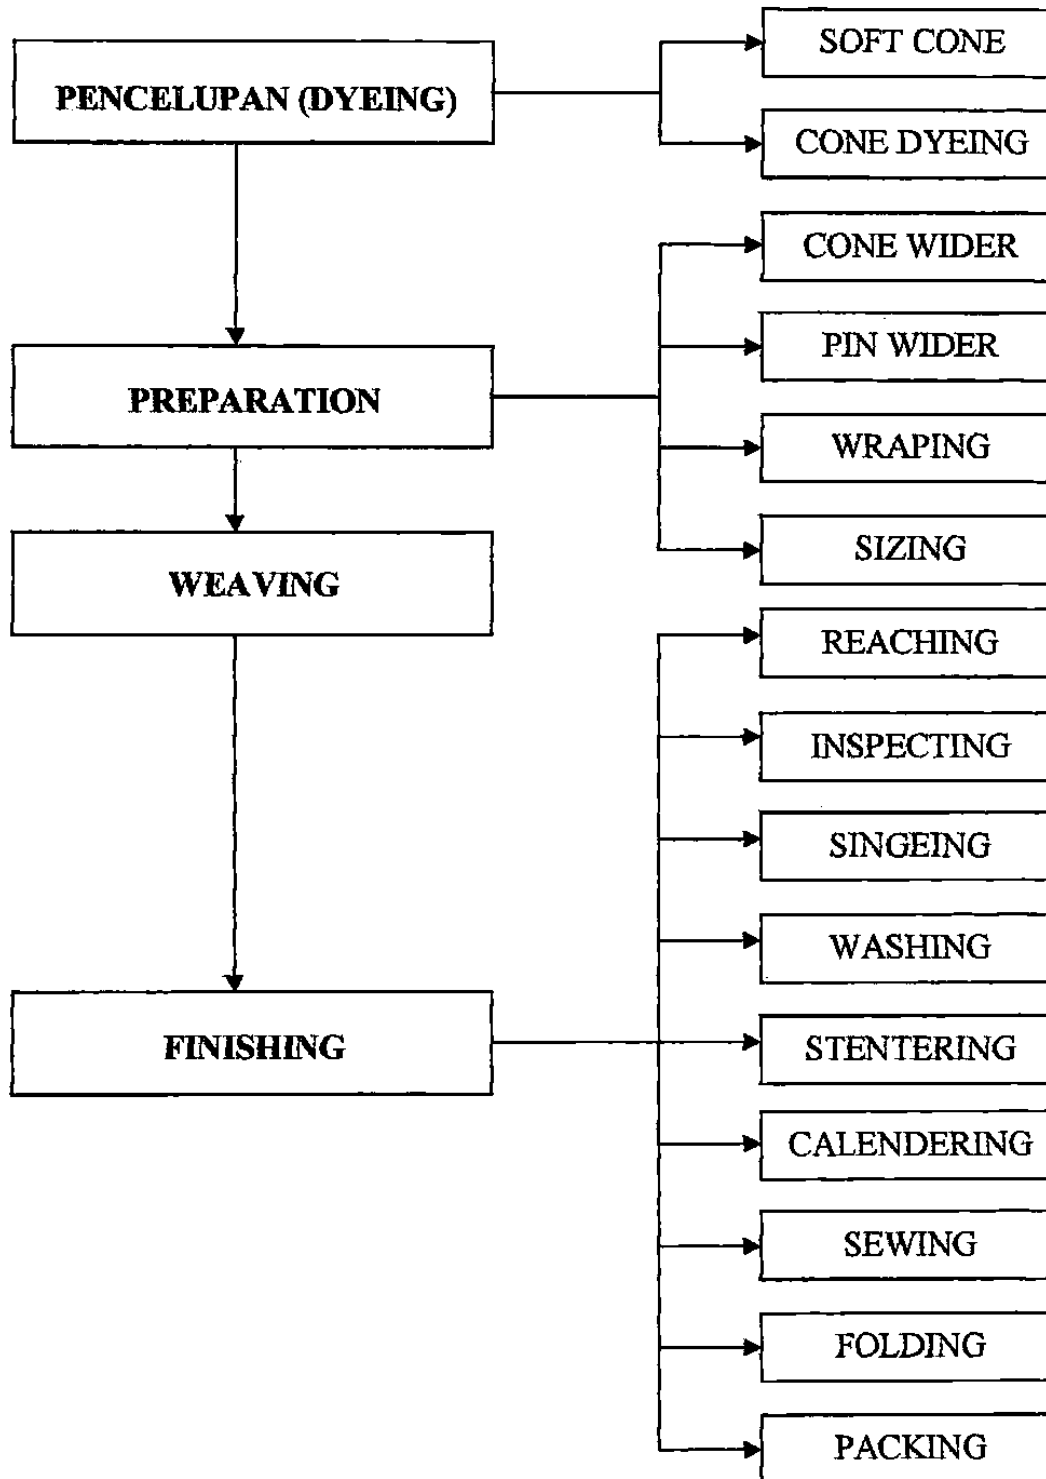 SOFT CONE
PENCELUPAN (DYEING)
CONE DYEING
CONE WIDER
PIN WIDER
PREPARATION
WRAPING
SIZING
WEAVING
REACHING
INSPECTING
SINGEING
WASHING
STENTERING
FINISHING
CALENDERING
SEWING
FOLDING
PACKING